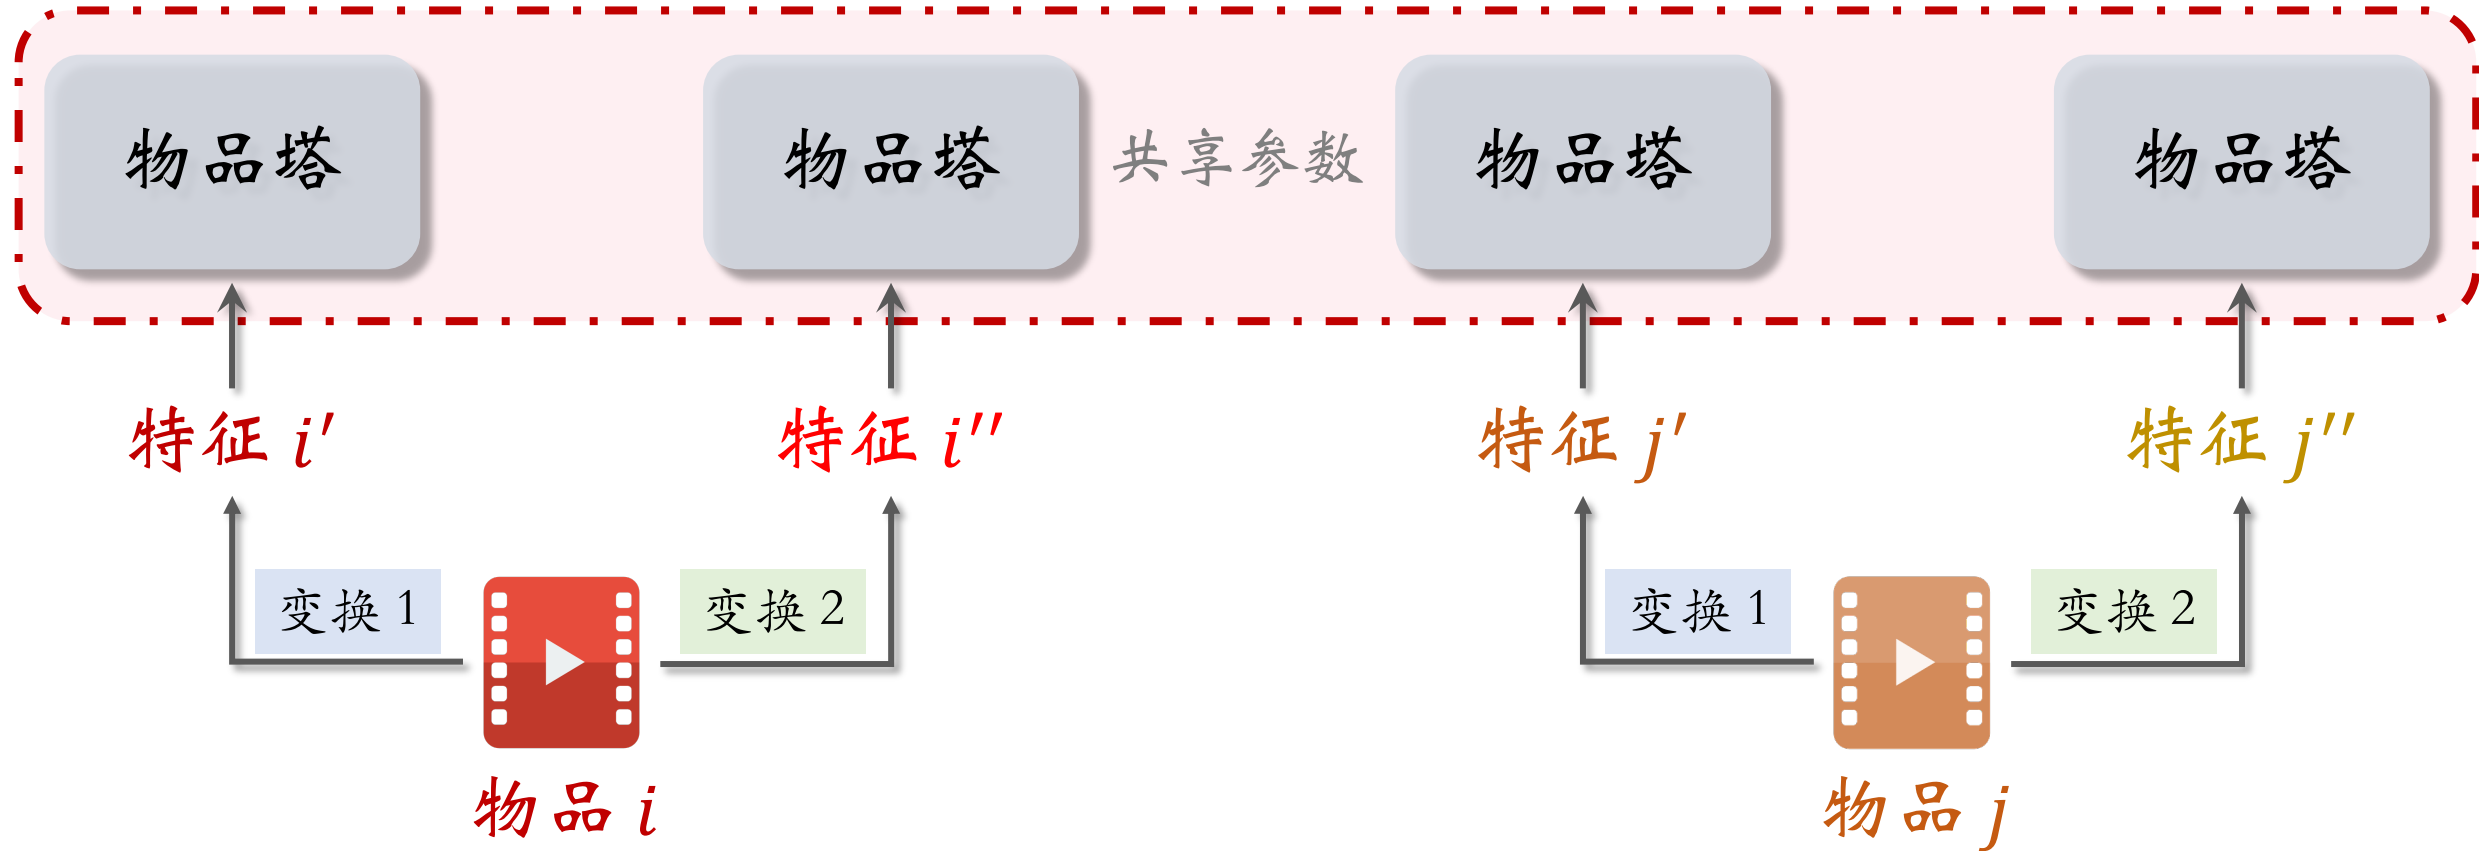 物品塔 物品塔 共享参数 物品塔 物品塔
特征 i′ 特征 i′′ 特征 j′ 特征 j′′
变换 1 变换 2 变换 1 变换 2
物品 i 物品 j